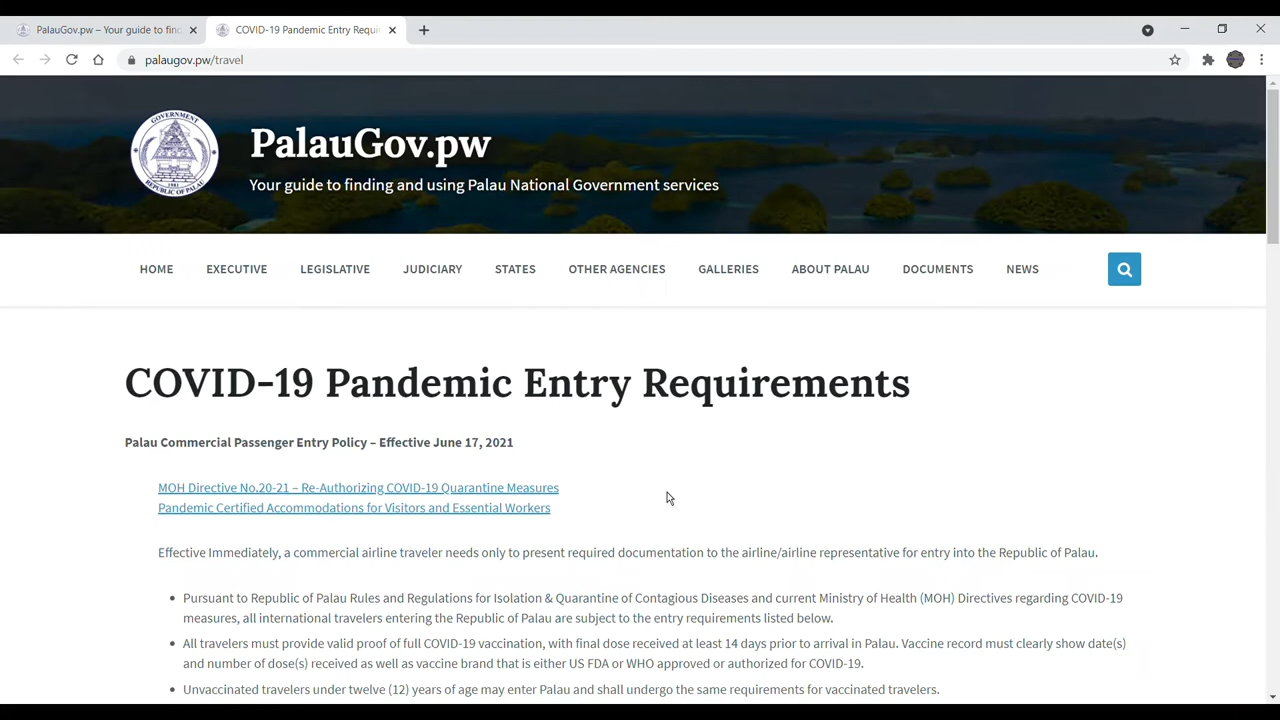 PalauGov.pw – Your guide to find
COVID-19 Pandemic Entry Requir
palaugov.pw/travel
GOVERNMENT
1981
REPUBLIC OF PALAU
PalauGov.pw
Your guide to finding and using Palau National Government services
HOME EXECUTIVE LEGISLATIVE JUDICIARY STATES OTHER AGENCIES GALLERIES ABOUT PALAU DOCUMENTS NEWS
COVID-19 Pandemic Entry Requirements
Palau Commercial Passenger Entry Policy – Effective June 17, 2021
MOH Directive No.20-21 – Re-Authorizing COVID-19 Quarantine Measures
Pandemic Certified Accommodations for Visitors and Essential Workers
Effective Immediately, a commercial airline traveler needs only to present required documentation to the airline/airline representative for entry into the Republic of Palau.
• Pursuant to Republic of Palau Rules and Regulations for Isolation & Quarantine of Contagious Diseases and current Ministry of Health (MOH) Directives regarding COVID-19
measures, all international travelers entering the Republic of Palau are subject to the entry requirements listed below.
• All travelers must provide valid proof of full COVID-19 vaccination, with final dose received at least 14 days prior to arrival in Palau. Vaccine record must clearly show date(s)
and number of dose(s) received as well as vaccine brand that is either US FDA or WHO approved or authorized for COVID-19.
• Unvaccinated travelers under twelve (12) years of age may enter Palau and shall undergo the same requirements for vaccinated travelers.